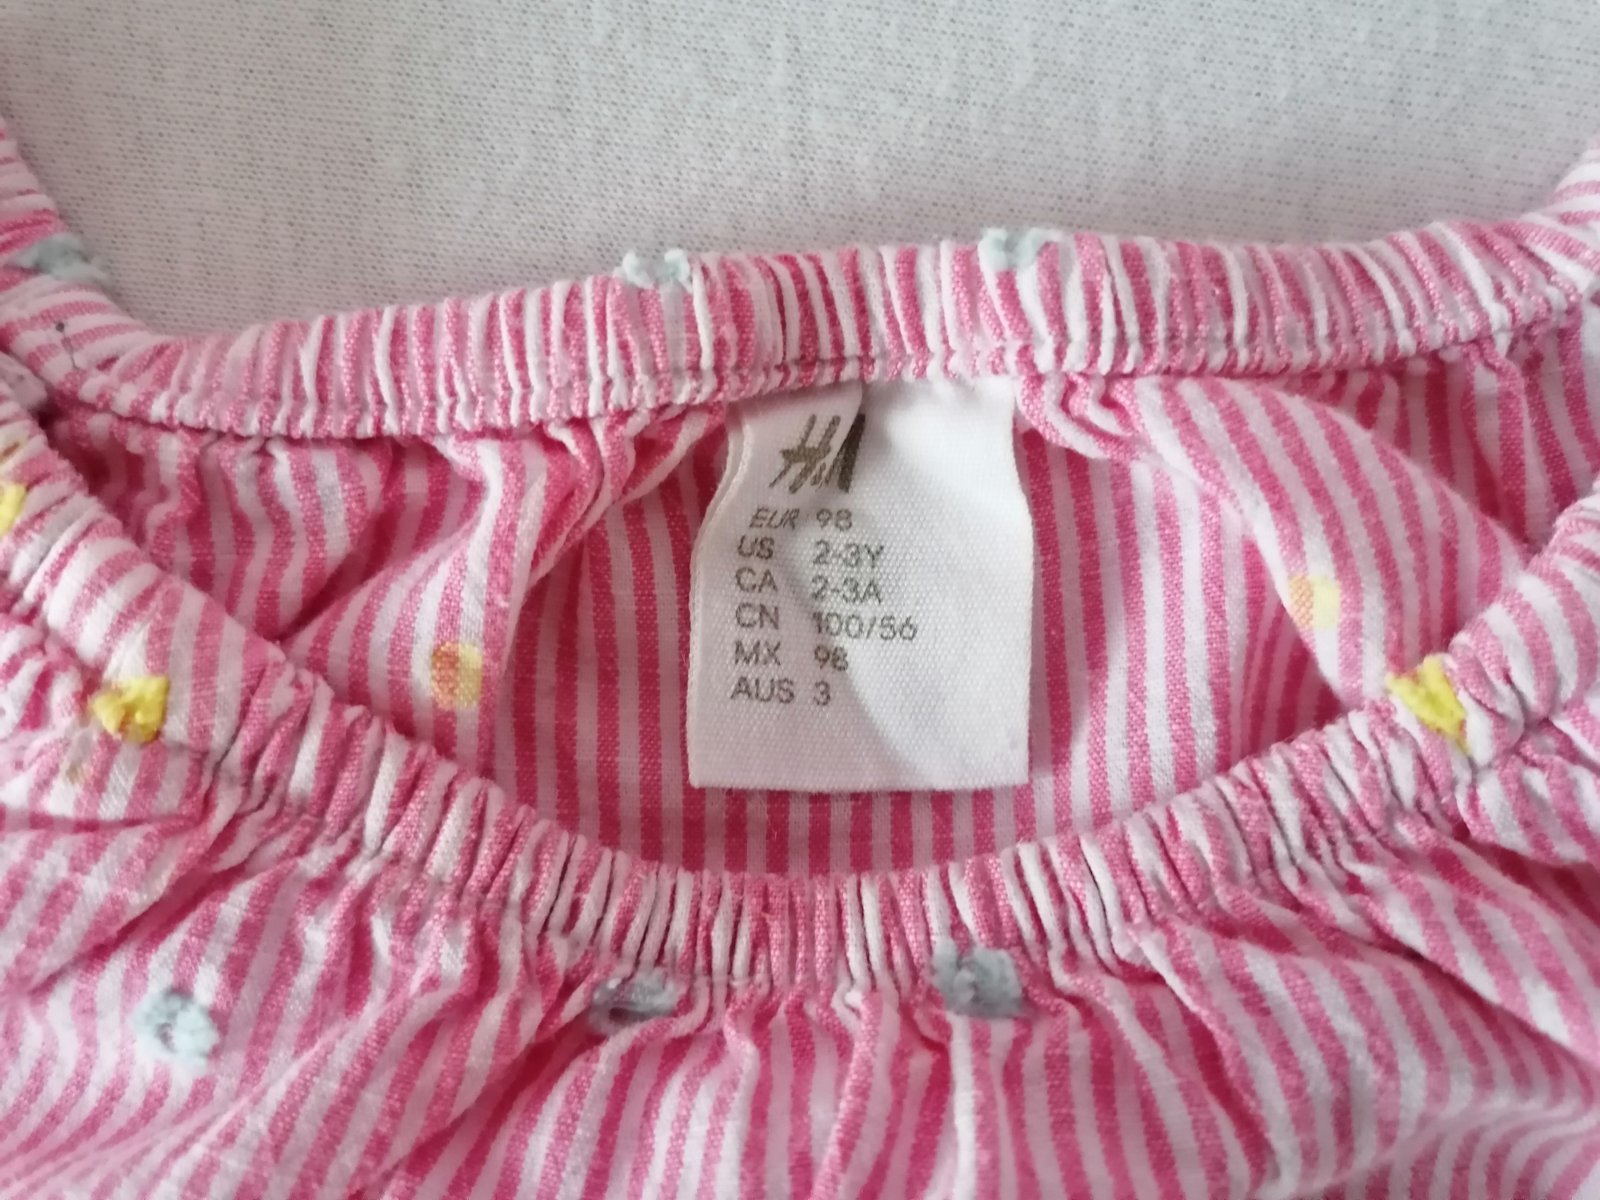 H&M
EUR 98
US 2-3Y
CA 2-3A
CN 100/56
MX 98
AUS 3